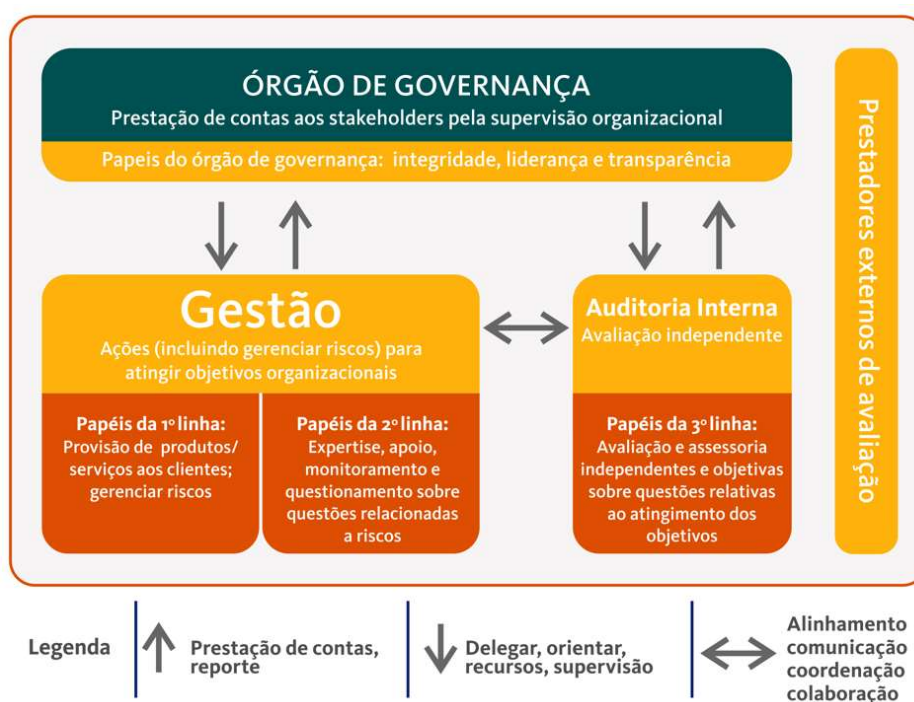 ÓRGÃO DE GOVERNANÇA
Prestação de contas aos stakeholders pela supervisão organizacional
Papeis do órgão de governança: integridade, liderança e transparência
Gestão
Ações (incluindo gerenciar riscos) para
atingir objetivos organizacionais
Papéis da 1º linha:
Provisão de produtos/
serviços aos clientes;
gerenciar riscos
Papéis da 2º linha:
Expertise, apoio,
monitoramento e
questionamento sobre
questões relacionadas
a riscos
Auditoria Interna
Avaliação independente
Papéis da 3º linha:
Avaliação e assessoria
independentes e objetivas
sobre questões relativas
ao atingimento dos
objetivos
Prestadores externos de avaliação
Legenda
Prestação de contas,
reporte
Delegar, orientar,
recursos, supervisão
Alinhamento
comunicação
coordenação
colaboração